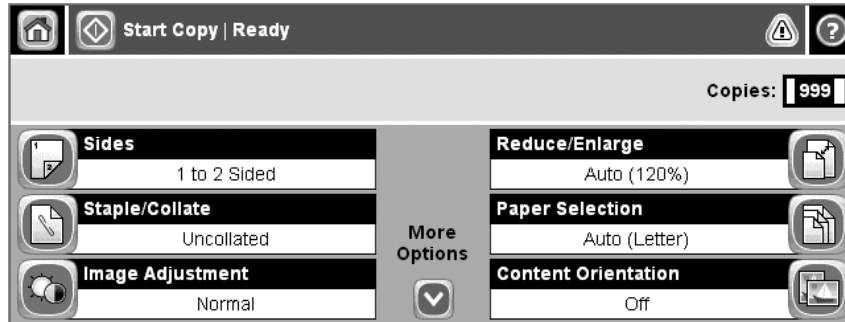 Start Copy | Ready
?
Copies: 999
Sides
1 to 2 Sided
Staple/Collate
Uncollated
Image Adjustment
Normal
More
Options
Reduce/Enlarge
Auto (120%)
Paper Selection
Auto (Letter)
Content Orientation
Off